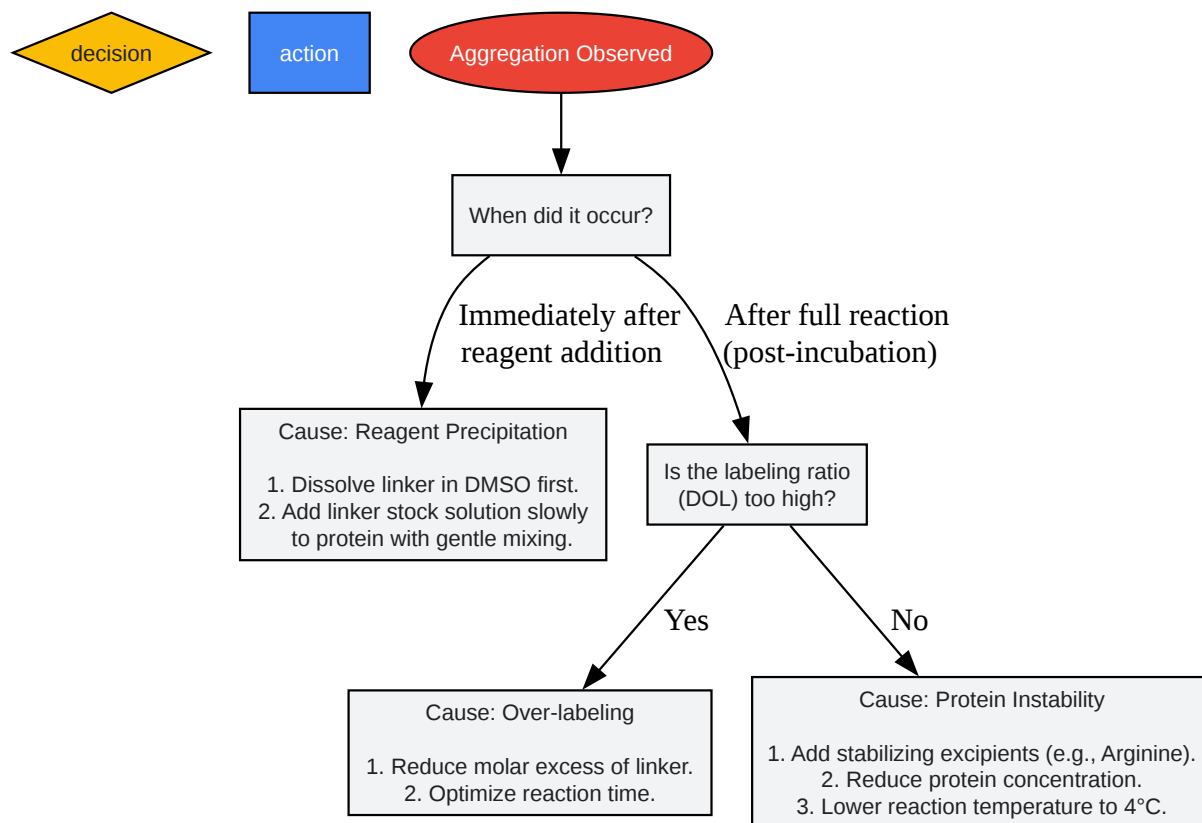 decision
action
Aggregation Observed
When did it occur?
Immediately after
reagent addition
After full reaction
(post-incubation)
Cause: Reagent Precipitation
1. Dissolve linker in DMSO first.
2. Add linker stock solution slowly
to protein with gentle mixing.
Is the labeling ratio
(DOL) too high?
Yes
No
Cause: Over-labeling
1. Reduce molar excess of linker.
2. Optimize reaction time.
Cause: Protein Instability
1. Add stabilizing excipients (e.g., Arginine).
2. Reduce protein concentration.
3. Lower reaction temperature to 4°C.